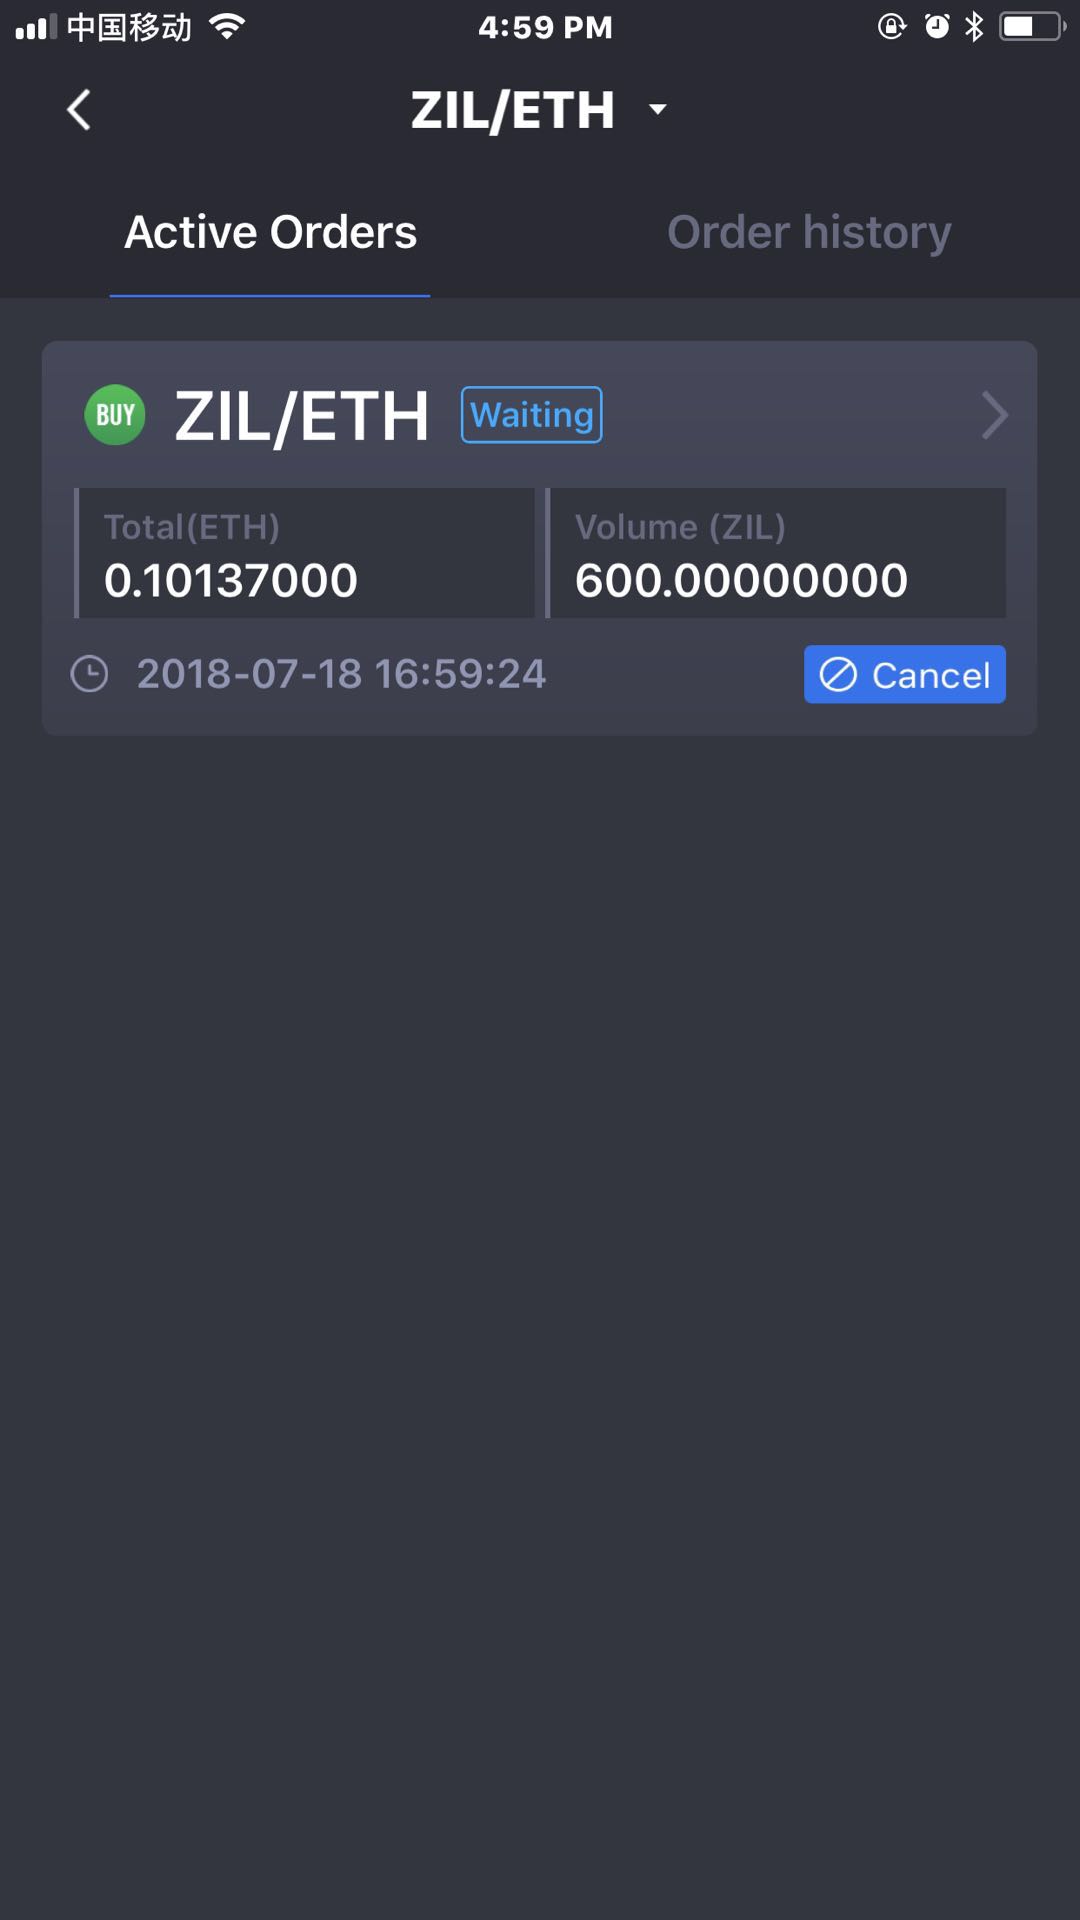 中国移动 4:59 PM
ZIL/ETH
Active Orders Order history
BUY ZIL/ETH Waiting
Total(ETH) Volume (ZIL)
0.10137000 600.00000000
2018-07-18 16:59:24 Cancel